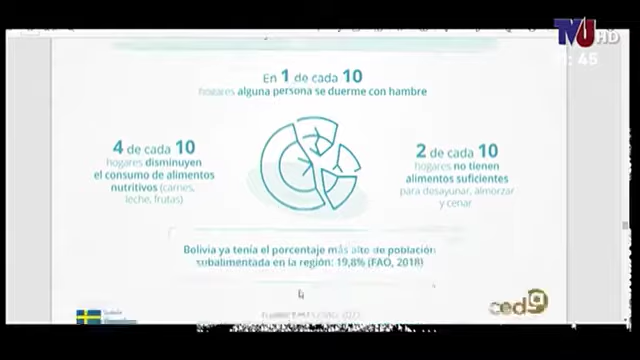 TVU HD
:45
En 1 de cada 10
hogares alguna persona se duerme con hambre
4 de cada 10
hogares disminuyen
el consumo de alimentos
nutritivos (carnes,
leche, frutas)
2 de cada 10
hogares no tienen
alimentos suficientes
para desayunar, almorzar
y cenar
Bolivia ya tenía el porcentaje más alto de población
subalimentada en la región: 19,8% (FAO, 2018)